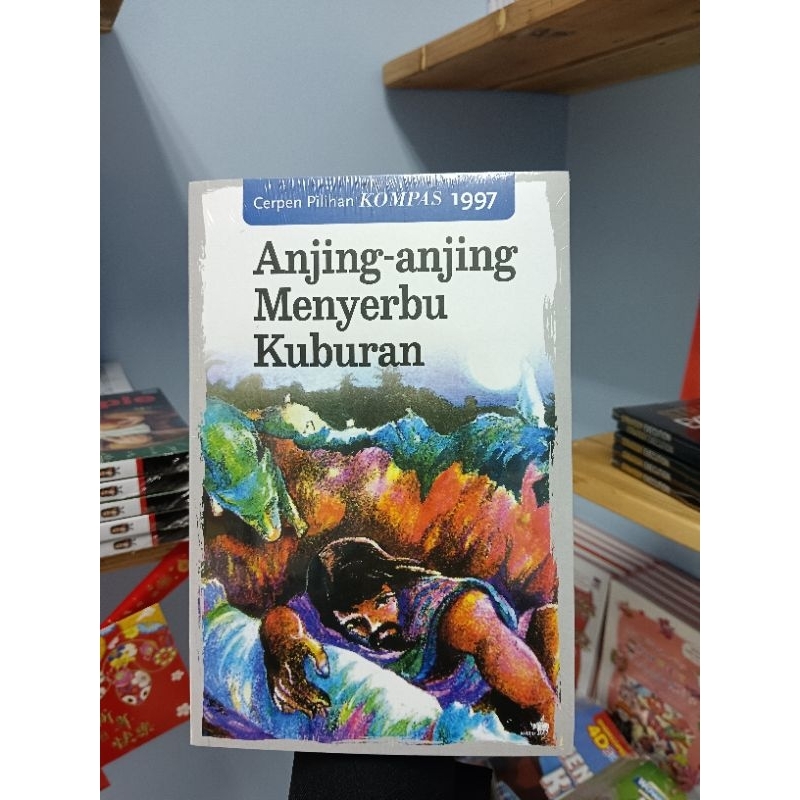 Cerpen Pilihan KOMPAS 1997
Anjing-anjing
Menyerbu
Kuburan